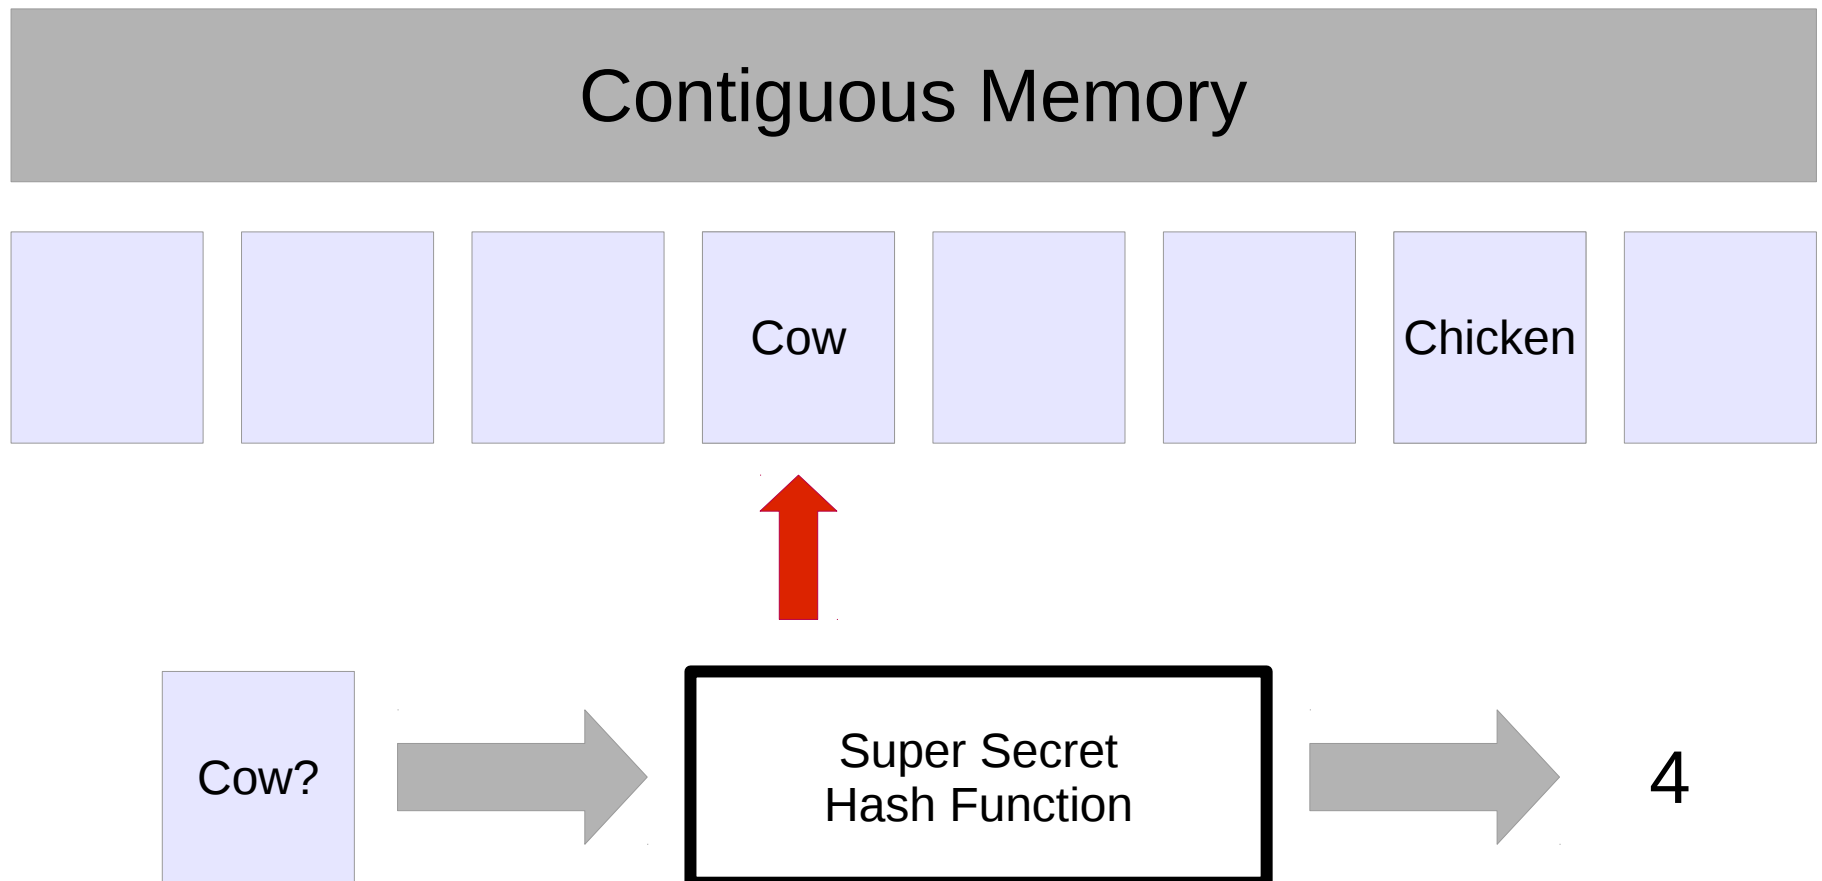 Contiguous Memory
Cow
Chicken
Cow?
Super Secret
Hash Function
4